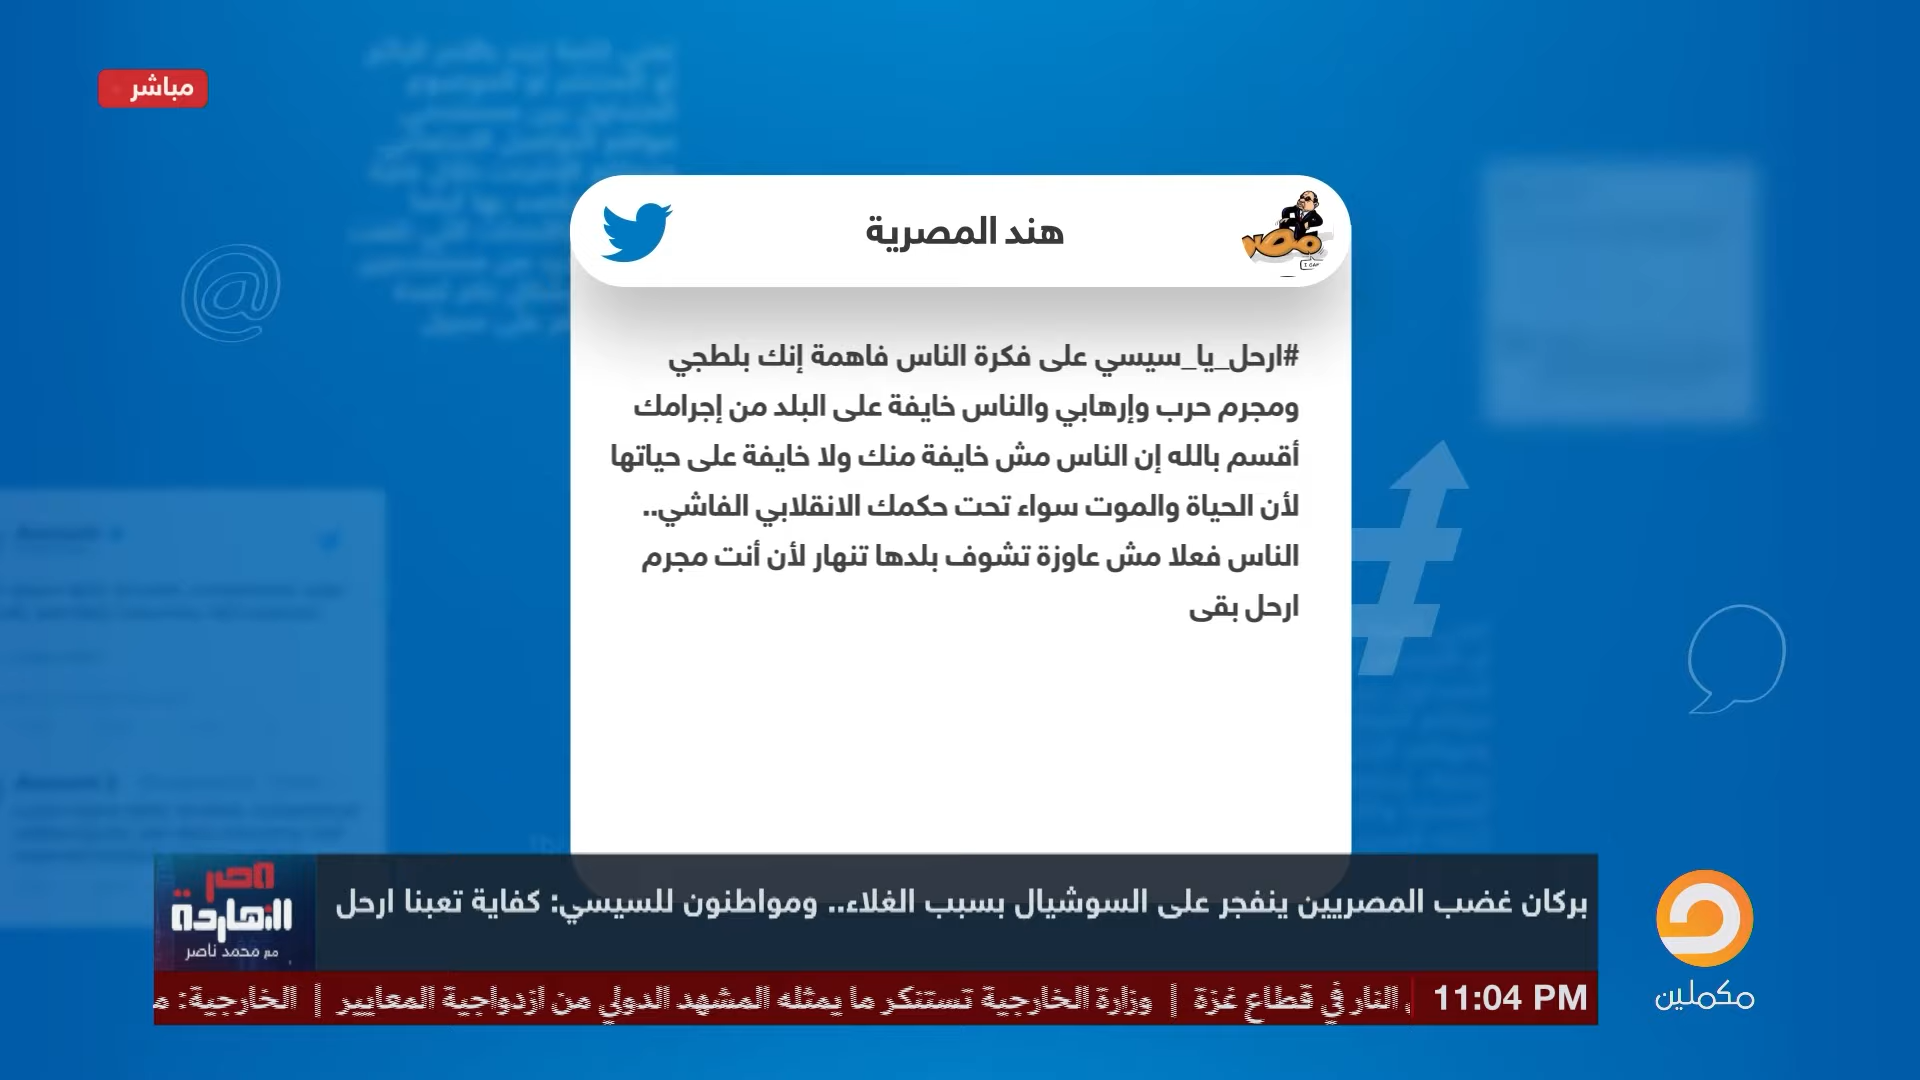 مباشر
هند المصرية
مصر
#ارحل_يا_سيسي على فكرة الناس فاهمة إنك بلطجي
ومجرم حرب وإرهابي والناس خايفة على البلد من إجرامك
أقسم بالله إن الناس مش خايفة منك ولا خايفة على حياتها
لأن الحياة والموت سواء تحت حكمك الانقلابي الفاشي..
الناس فعلا مش عاوزة تشوف بلدها تنهار لأن أنت مجرم
ارحل بقى
بركان غضب المصريين ينفجر على السوشيال بسبب الغلاء.. ومواطنون للسيسي: كفاية تعبنا ارحل
مصر
النهاردة
مع محمد ناصر
11:04 PM
النار في قطاع غزة | وزارة الخارجية تستنكر ما يمثله المشهد الدولي من ازدواجية المعايير | الخارجية:
مكملين